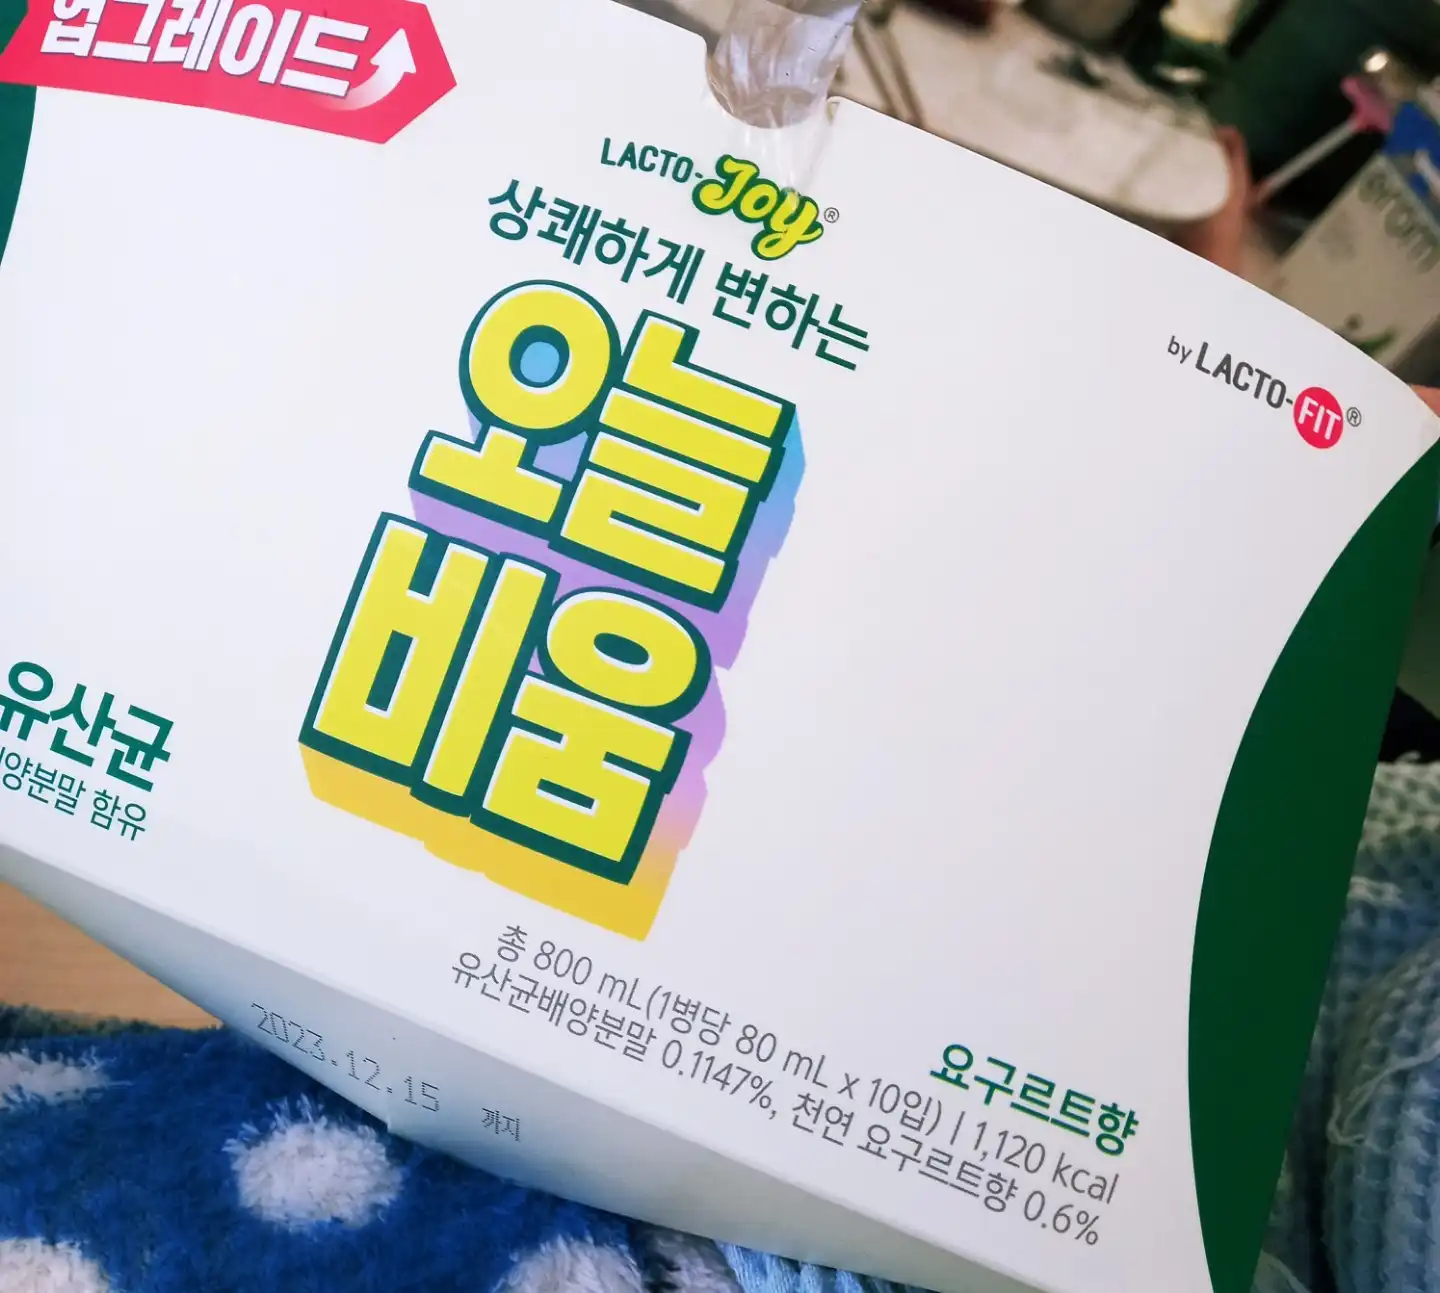 업그레이드
LACTO-Joy®
상쾌하게 변하는
오늘
비움
by LACTO-FIT®
유산균
양분말 함유
총 800 mL(1병당 80 mL x 10입) | 1,120 kcal
유산균배양분말 0.1147%, 천연 요구르트향 0.6%
요구르트향
2023.12.15 까지
arom